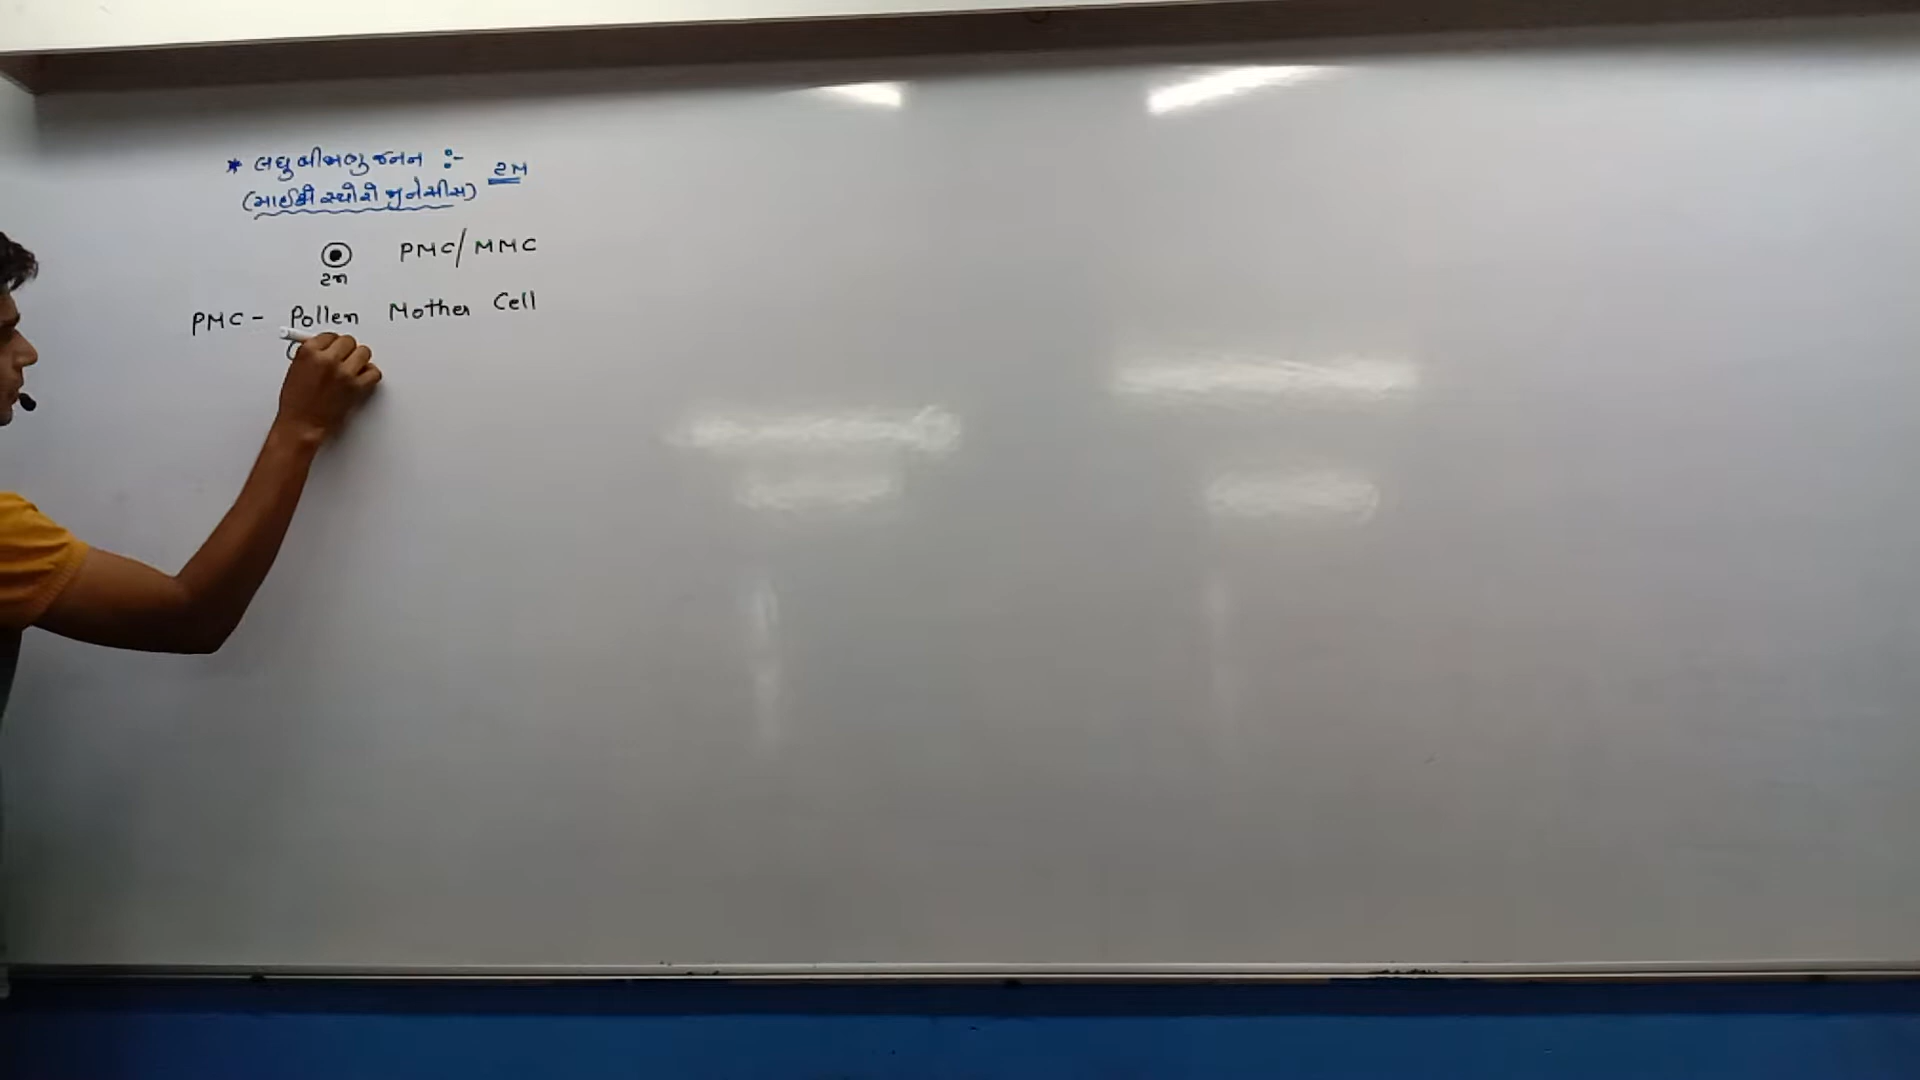 * લઘુબીજાણુજનન :- 2M
(માઈક્રોસ્પોરોજીનેસીસ)
PMC/MMC
2n
PMC - Pollen Mother Cell